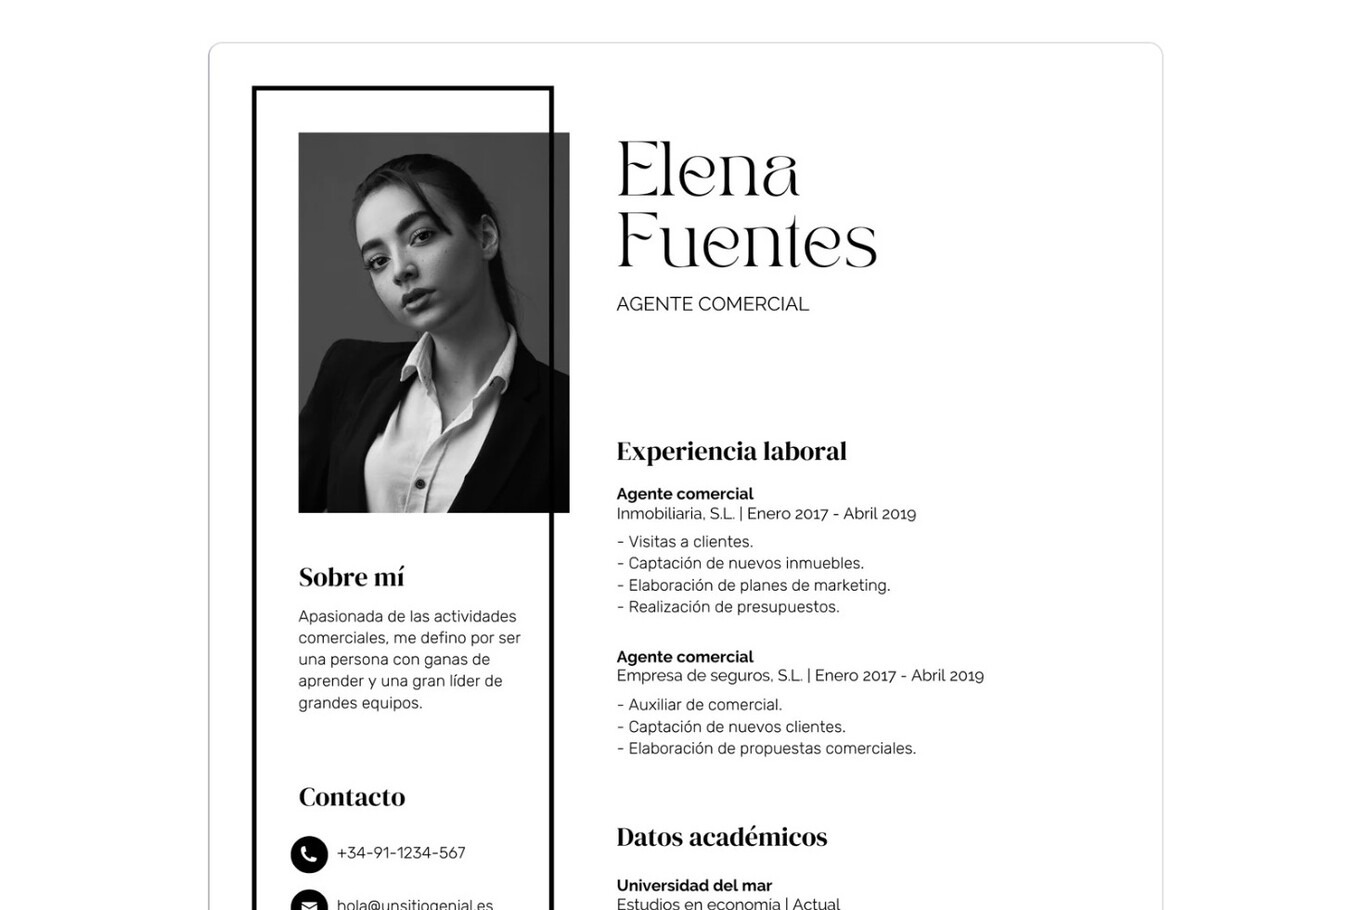 Elena
Fuentes
AGENTE COMERCIAL
Sobre mí
Apasionada de las actividades
comerciales, me defino por ser
una persona con ganas de
aprender y una gran líder de
grandes equipos.
Contacto
+34-91-1234-567
hola@unsitiogenial.es
Experiencia laboral
Agente comercial
Inmobiliaria, S.L. | Enero 2017 - Abril 2019
- Visitas a clientes.
- Captación de nuevos inmuebles.
- Elaboración de planes de marketing.
- Realización de presupuestos.
Agente comercial
Empresa de seguros, S.L. | Enero 2017 - Abril 2019
- Auxiliar de comercial.
- Captación de nuevos clientes.
- Elaboración de propuestas comerciales.
Datos académicos
Universidad del mar
Estudios en economía | Actual